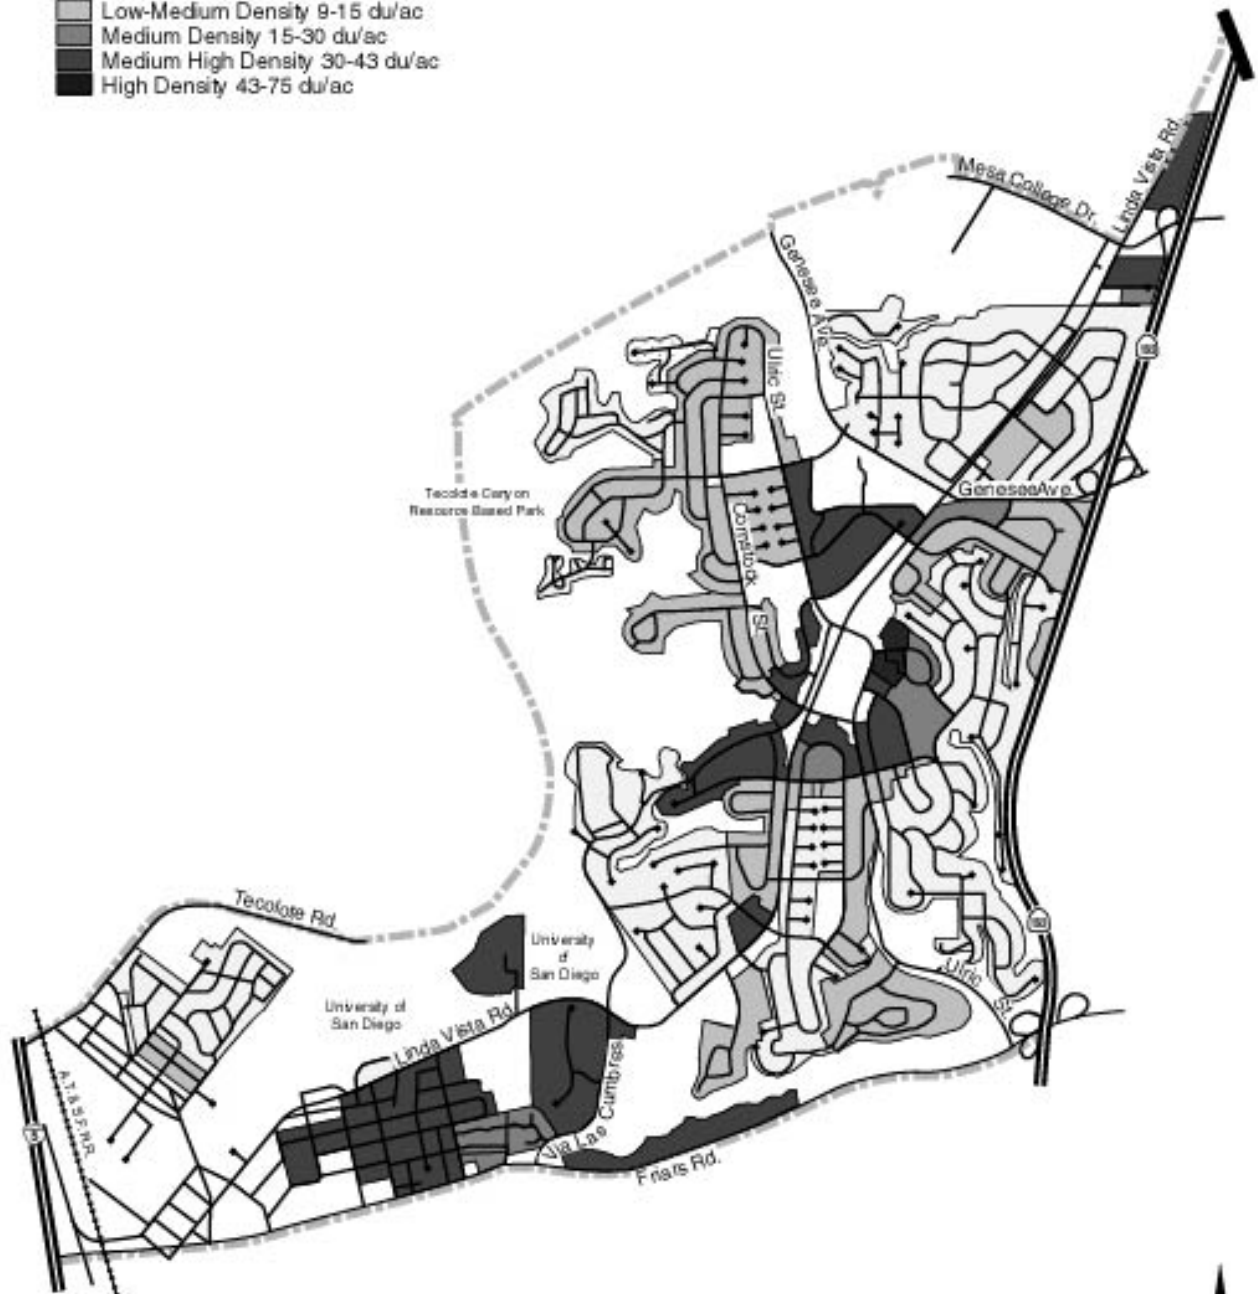 Low-Medium Density 9-15 du/ac
Medium Density 15-30 du/ac
Medium High Density 30-43 du/ac
High Density 43-75 du/ac
Linda Vista Rd.
Mesa College Dr.
Genesee Ave.
Ulric St.
163
Tecolote Canyon
Resource Based Park
Genesee Ave.
Comstock
St.
Tecolote Rd.
163
University
of
San Diego
Ulric St.
University of
San Diego
Linda Vista Rd.
A.T.& S.F. R.R.
5
Via Las Cumbres
Friars Rd.